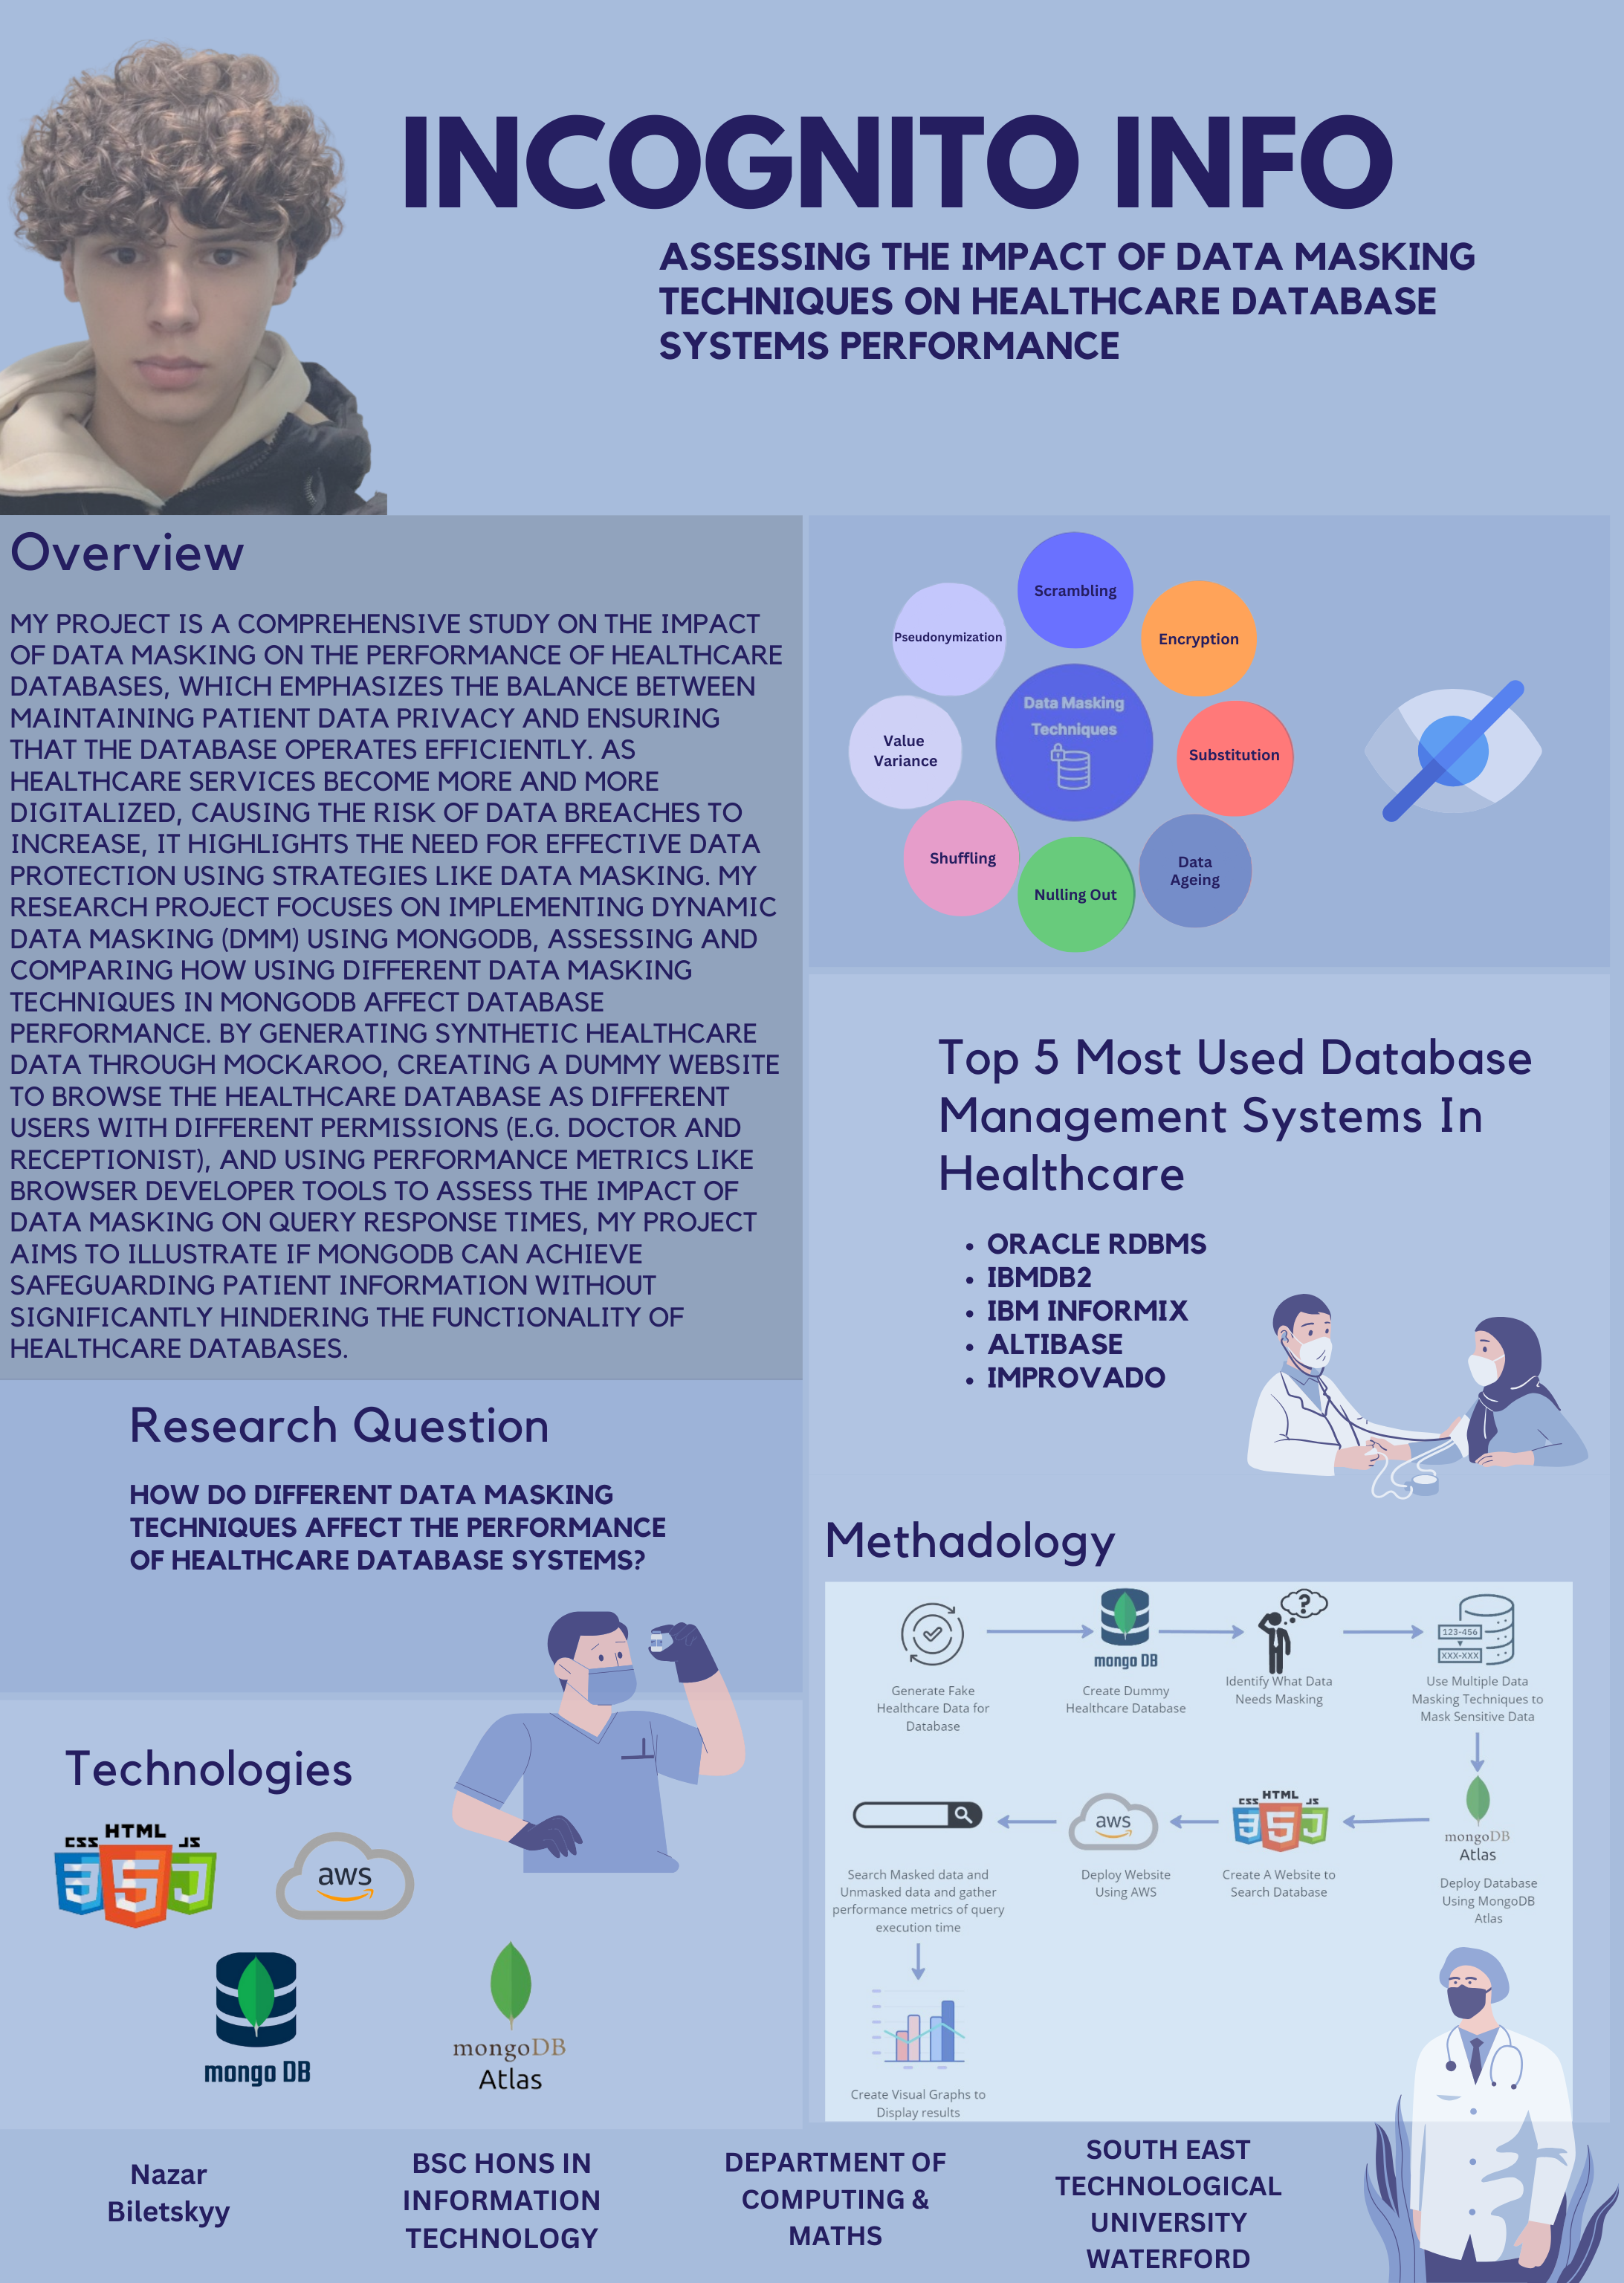 INCOGNITO INFO
ASSESSING THE IMPACT OF DATA MASKING
TECHNIQUES ON HEALTHCARE DATABASE
SYSTEMS PERFORMANCE
Overview
MY PROJECT IS A COMPREHENSIVE STUDY ON THE IMPACT
OF DATA MASKING ON THE PERFORMANCE OF HEALTHCARE
DATABASES, WHICH EMPHASIZES THE BALANCE BETWEEN
MAINTAINING PATIENT DATA PRIVACY AND ENSURING
THAT THE DATABASE OPERATES EFFICIENTLY. AS
HEALTHCARE SERVICES BECOME MORE AND MORE
DIGITALIZED, CAUSING THE RISK OF DATA BREACHES TO
INCREASE, IT HIGHLIGHTS THE NEED FOR EFFECTIVE DATA
PROTECTION USING STRATEGIES LIKE DATA MASKING. MY
RESEARCH PROJECT FOCUSES ON IMPLEMENTING DYNAMIC
DATA MASKING (DMM) USING MONGODB, ASSESSING AND
COMPARING HOW USING DIFFERENT DATA MASKING
TECHNIQUES IN MONGODB AFFECT DATABASE
PERFORMANCE. BY GENERATING SYNTHETIC HEALTHCARE
DATA THROUGH MOCKAROO, CREATING A DUMMY WEBSITE
TO BROWSE THE HEALTHCARE DATABASE AS DIFFERENT
USERS WITH DIFFERENT PERMISSIONS (E.G. DOCTOR AND
RECEPTIONIST), AND USING PERFORMANCE METRICS LIKE
BROWSER DEVELOPER TOOLS TO ASSESS THE IMPACT OF
DATA MASKING ON QUERY RESPONSE TIMES, MY PROJECT
AIMS TO ILLUSTRATE IF MONGODB CAN ACHIEVE
SAFEGUARDING PATIENT INFORMATION WITHOUT
SIGNIFICANTLY HINDERING THE FUNCTIONALITY OF
HEALTHCARE DATABASES.
Scrambling
Pseudonymization
Encryption
Data Masking
Techniques
Value
Variance
Substitution
Shuffling
Data
Ageing
Nulling Out
Top 5 Most Used Database
Management Systems In
Healthcare
• ORACLE RDBMS
• IBMDB2
• IBM INFORMIX
• ALTIBASE
• IMPROVADO
Research Question
HOW DO DIFFERENT DATA MASKING
TECHNIQUES AFFECT THE PERFORMANCE
OF HEALTHCARE DATABASE SYSTEMS?
Technologies
CSS HTML JS
3 5 J
aws
mongo DB
mongoDB
Atlas
Methadology
Generate Fake
Healthcare Data for
Database
mongo DB
Create Dummy
Healthcare Database
?
Identify What Data
Needs Masking
123-456
XXX-XXX
Use Multiple Data
Masking Techniques to
Mask Sensitive Data
mongoDB
Atlas
Deploy Database
Using MongoDB
Atlas
CSS HTML JS
3 5 J
Create A Website to
Search Database
aws
Deploy Website
Using AWS
Search Masked data and
Unmasked data and gather
performance metrics of query
execution time
Create Visual Graphs to
Display results
Nazar
Biletskyy
BSC HONS IN
INFORMATION
TECHNOLOGY
DEPARTMENT OF
COMPUTING &
MATHS
SOUTH EAST
TECHNOLOGICAL
UNIVERSITY
WATERFORD